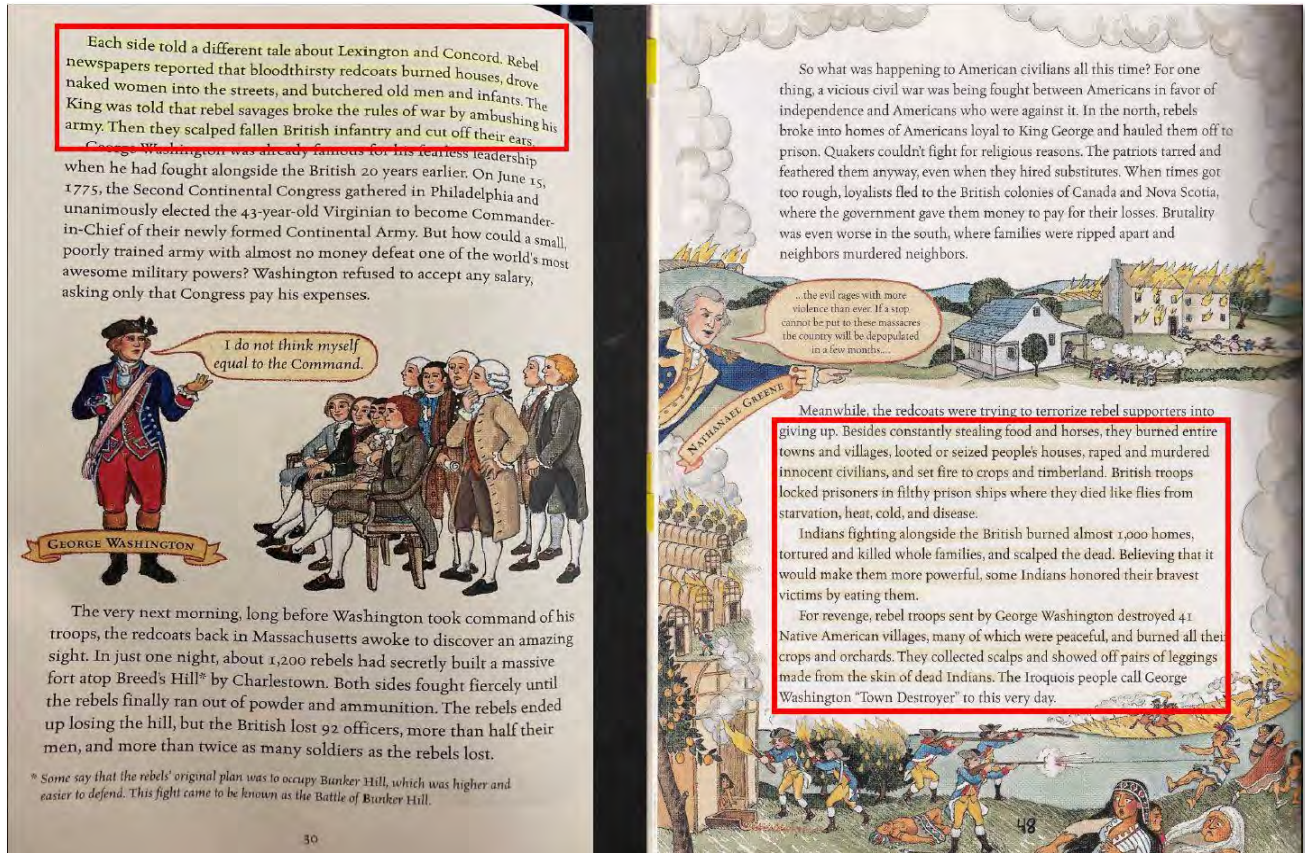 Each side told a different tale about Lexington and Concord. Rebel
newspapers reported that bloodthirsty redcoats burned houses, drove
naked women into the streets, and butchered old men and infants. The
King was told that rebel savages broke the rules of war by ambushing his
army. Then they scalped fallen British infantry and cut off their ears.
George Washington was already famous for his fearless leadership
when he had fought alongside the British 20 years earlier. On June 15,
1775, the Second Continental Congress gathered in Philadelphia and
unanimously elected the 43-year-old Virginian to become Commander-
in-Chief of their newly formed Continental Army. But how could a small,
poorly trained army with almost no money defeat one of the world's most
awesome military powers? Washington refused to accept any salary,
asking only that Congress pay his expenses.
I do not think myself
equal to the Command.
GEORGE WASHINGTON
The very next morning, long before Washington took command of his
troops, the redcoats back in Massachusetts awoke to discover an amazing
sight. In just one night, about 1,200 rebels had secretly built a massive
fort atop Breed's Hill* by Charlestown. Both sides fought fiercely until
the rebels finally ran out of powder and ammunition. The rebels ended
up losing the hill, but the British lost 92 officers, more than half their
men, and more than twice as many soldiers as the rebels lost.
* Some say that the rebels' original plan was to occupy Bunker Hill, which was higher and
easier to defend. This fight came to be known as the Battle of Bunker Hill.
30
So what was happening to American civilians all this time? For one
thing, a vicious civil war was being fought between Americans in favor of
independence and Americans who were against it. In the north, rebels
broke into homes of Americans loyal to King George and hauled them off to
prison. Quakers couldn't fight for religious reasons. The patriots tarred and
feathered them anyway, even when they hired substitutes. When times got
too rough, loyalists fled to the British colonies of Canada and Nova Scotia,
where the government gave them money to pay for their losses. Brutality
was even worse in the south, where families were ripped apart and
neighbors murdered neighbors.
...the evil rages with more
violence than ever. If a stop
cannot be put to these massacres
the country will be depopulated
in a few months....
NATHANAEL GREENE
Meanwhile, the redcoats were trying to terrorize rebel supporters into
giving up. Besides constantly stealing food and horses, they burned entire
towns and villages, looted or seized people's houses, raped and murdered
innocent civilians, and set fire to crops and timberland. British troops
locked prisoners in filthy prison ships where they died like flies from
starvation, heat, cold, and disease.
Indians fighting alongside the British burned almost 1,000 homes,
tortured and killed whole families, and scalped the dead. Believing that it
would make them more powerful, some Indians honored their bravest
victims by eating them.
For revenge, rebel troops sent by George Washington destroyed 41
Native American villages, many of which were peaceful, and burned all their
crops and orchards. They collected scalps and showed off pairs of leggings
made from the skin of dead Indians. The Iroquois people call George
Washington "Town Destroyer" to this very day.
48